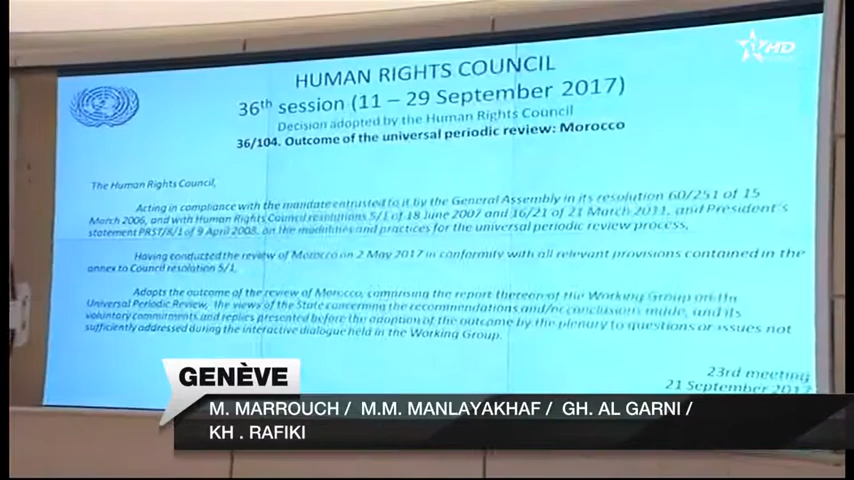 HD
HUMAN RIGHTS COUNCIL
36th session (11 – 29 September 2017)
Decision adopted by the Human Rights Council
36/104. Outcome of the universal periodic review: Morocco
The Human Rights Council,
Acting in compliance with the mandate entrusted to it by the General Assembly in its resolution 60/251 of 15
March 2006, and with Human Rights Council resolutions 5/1 of 18 June 2007 and 16/21 of 21 March 2011, and President's
statement PRST/8/1 of 9 April 2008, on the modalities and practices for the universal periodic review process,
Having conducted the review of Morocco on 2 May 2017 in conformity with all relevant provisions contained in the
annex to Council resolution 5/1,
Adopts the outcome of the review of Morocco, comprising the report thereon of the Working Group on the
Universal Periodic Review, the views of the State concerning the recommendations and/or conclusions made, and its
voluntary commitments and replies presented before the adoption of the outcome by the plenary to questions or issues not
sufficiently addressed during the interactive dialogue held in the Working Group.
23rd meeting
21 September 2017
GENÈVE
M. MARROUCH / M.M. MANLAYAKHAF / GH. AL GARNI /
KH . RAFIKI